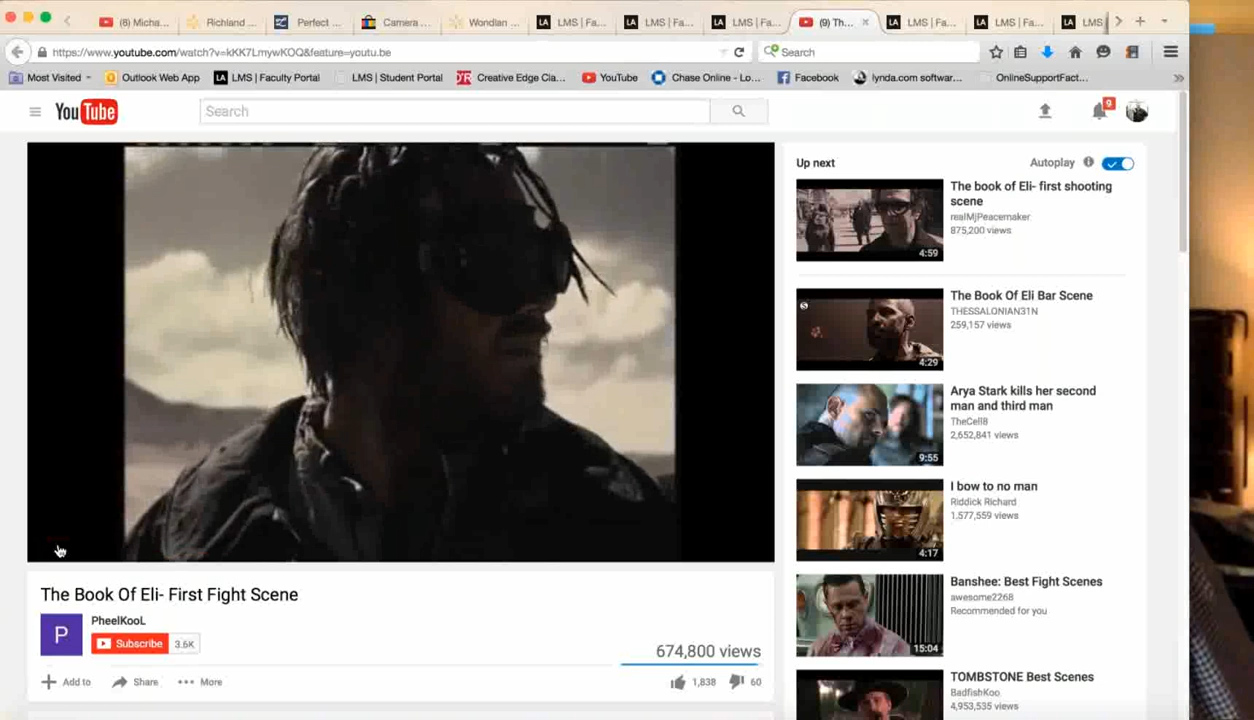 (6) Micha...
Richland ...
Perfect ...
Camera ...
Wondlan ...
LMS | Fa...
LMS | Fa...
LMS | Fa...
(9) Th...
LMS | Fa...
LMS | Fa...
LMS
https://www.youtube.com/watch?v=kKK7LmywKOQ&feature=youtu.be
Search
Most Visited
Outlook Web App
LMS | Faculty Portal
LMS | Student Portal
Creative Edge Cla...
YouTube
Chase Online - Lo...
Facebook
lynda.com softwar...
OnlineSupportFact...
YouTube
Search
9
Up next
Autoplay
The book of Eli- first shooting
scene
realMjPeacemaker
875,200 views
4:59
The Book Of Eli Bar Scene
THESSALONIAN31N
259,157 views
4:29
Arya Stark kills her second
man and third man
TheCell8
2,652,841 views
9:55
I bow to no man
Riddick Richard
1,577,559 views
4:17
Banshee: Best Fight Scenes
awesome2268
Recommended for you
15:04
TOMBSTONE Best Scenes
BadfishKoo
4,953,535 views
The Book Of Eli- First Fight Scene
P
PheelKooL
Subscribe 3.6K
674,800 views
Add to
Share
More
1,838
60